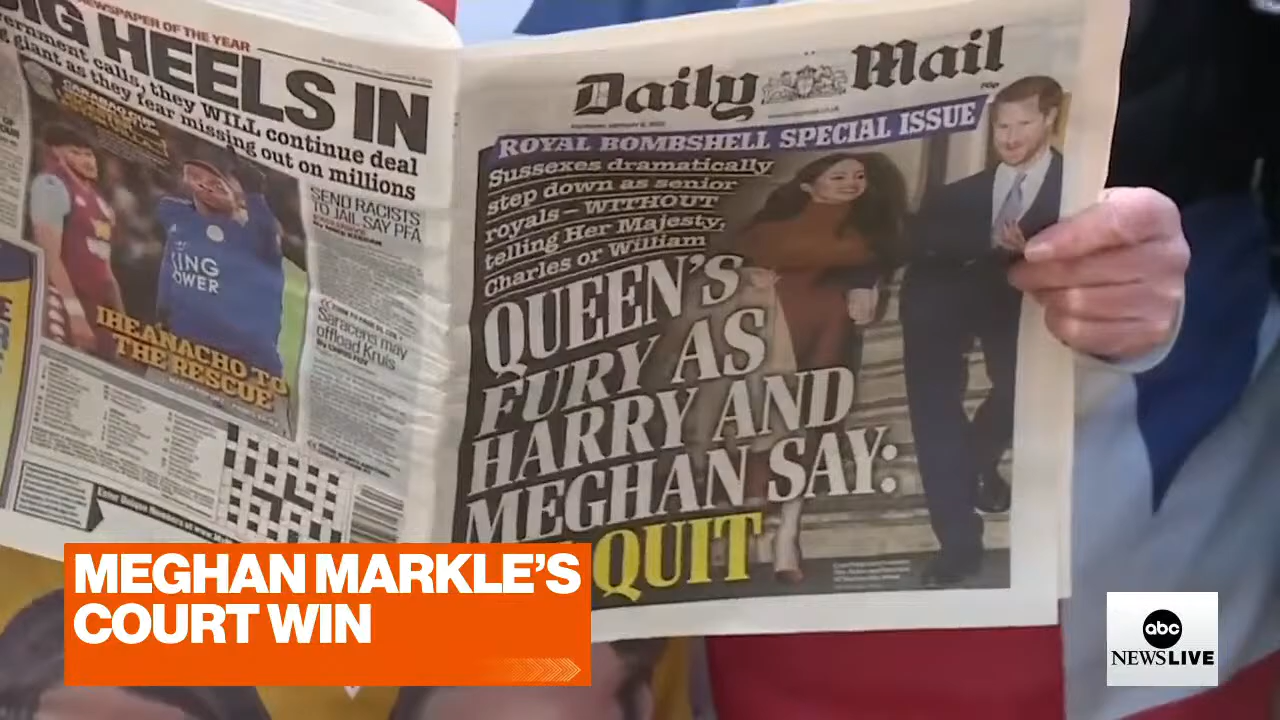 NEWSPAPER OF THE YEAR
BIG HEELS IN
calls, they WILL continue deal
giant as they fear missing out on millions
CARABAO CUP
SEND RACISTS
TO JAIL, SAY PFA
KING
POWER
IHEANACHO TO
THE RESCUE
Saracens may
offload Kruis
Daily Mail
ROYAL BOMBSHELL SPECIAL ISSUE
Sussexes dramatically
step down as senior
royals – WITHOUT
telling Her Majesty,
Charles or William
QUEEN'S
FURY AS
HARRY AND
MEGHAN SAY:
QUIT
MEGHAN MARKLE'S
COURT WIN
abc
NEWS LIVE